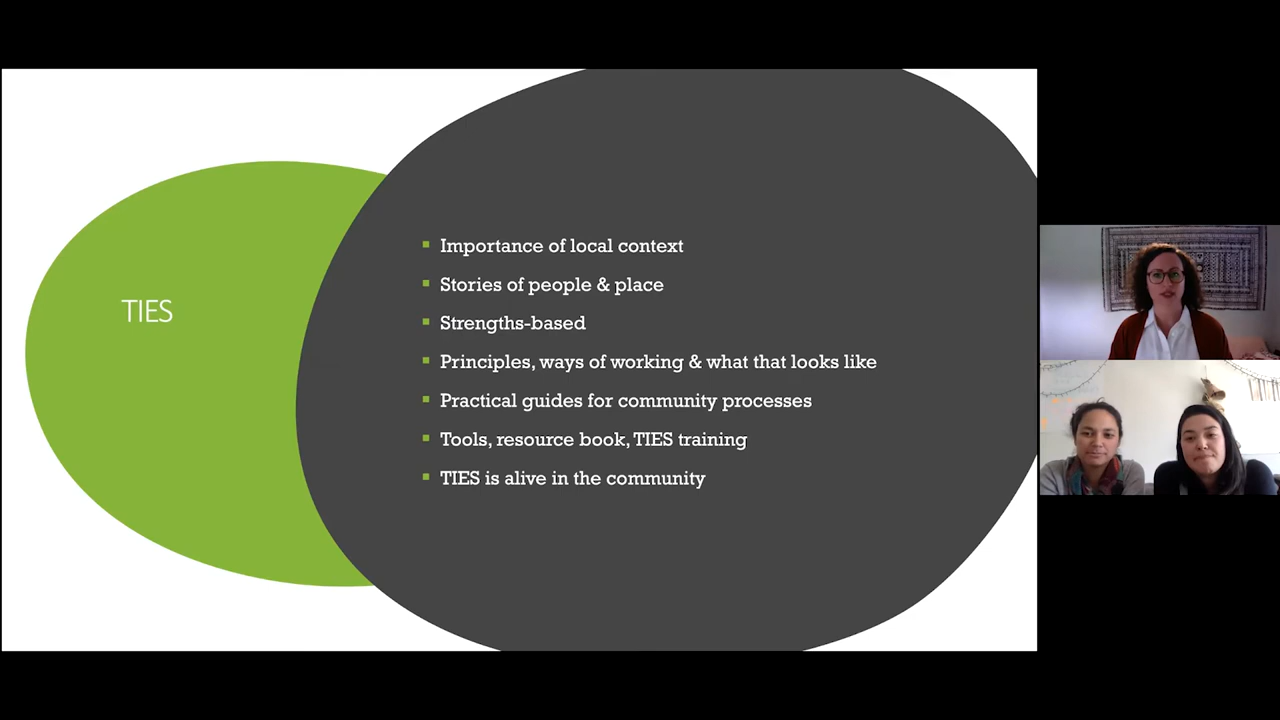 TIES
Importance of local context
Stories of people & place
Strengths-based
Principles, ways of working & what that looks like
Practical guides for community processes
Tools, resource book, TIES training
TIES is alive in the community